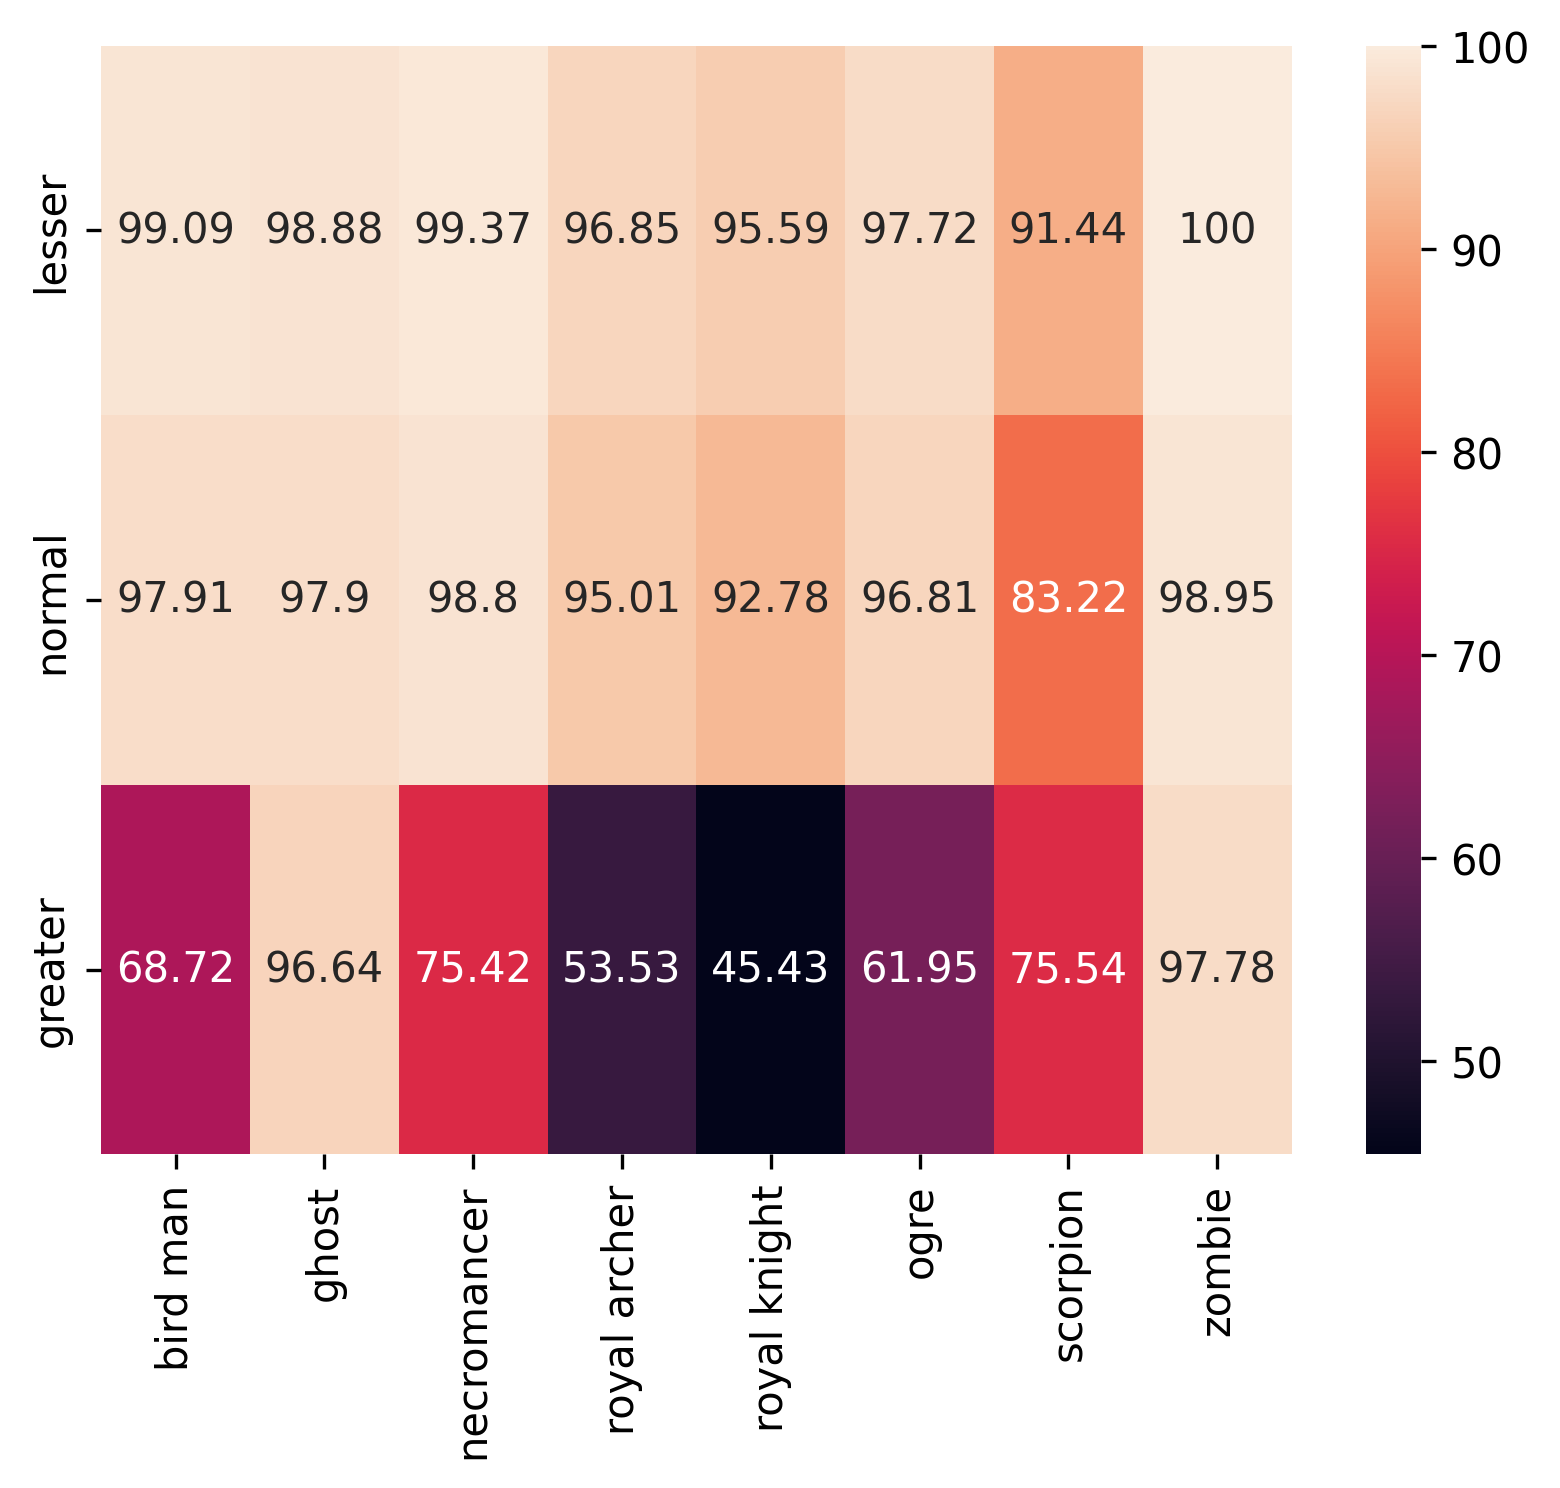 lesser 99.09 98.88 99.37 96.85 95.59 97.72 91.44 100
normal 97.91 97.9 98.8 95.01 92.78 96.81 83.22 98.95
greater 68.72 96.64 75.42 53.53 45.43 61.95 75.54 97.78
bird man
ghost
necromancer
royal archer
royal knight
ogre
scorpion
zombie
100
90
80
70
60
50